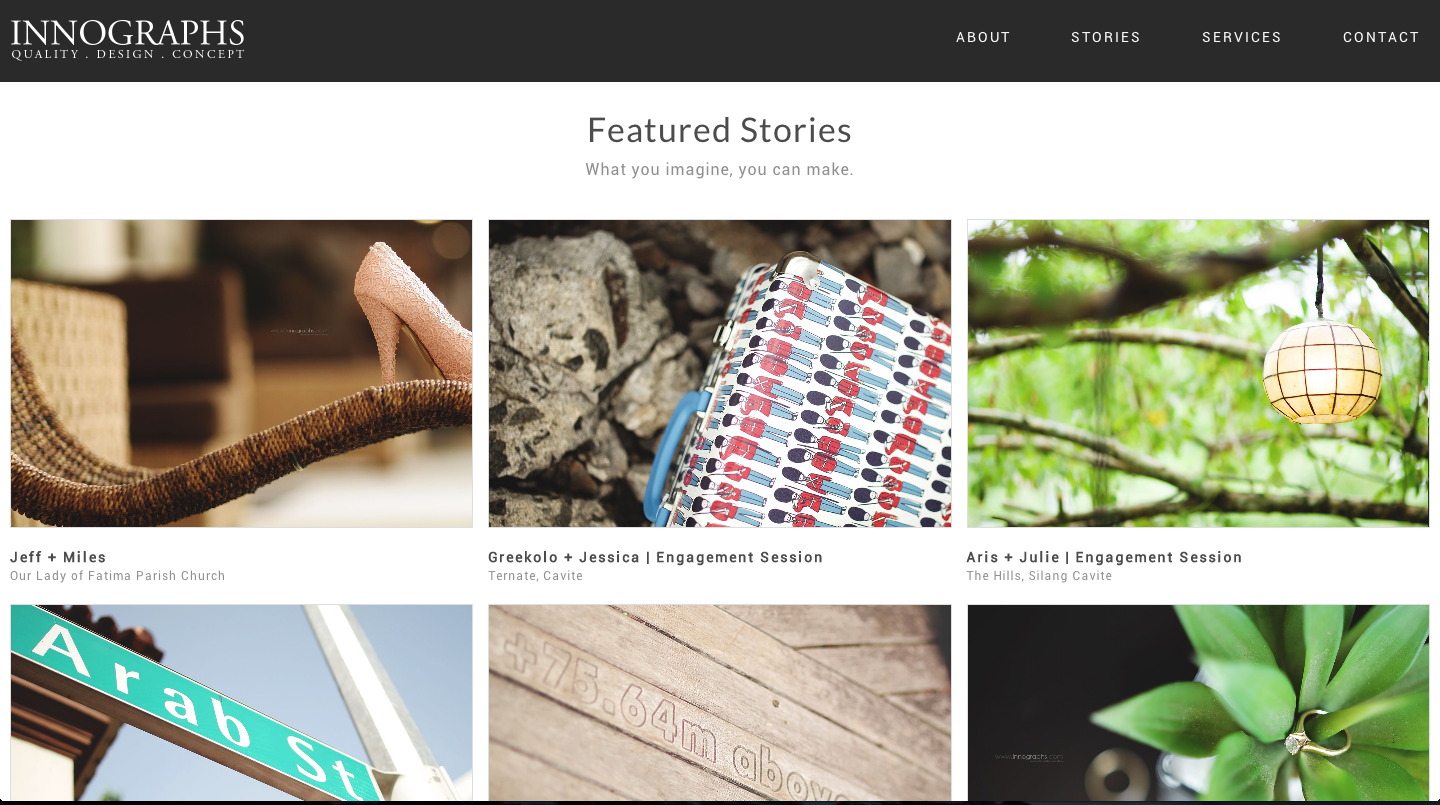 INNOGRAPHS
QUALITY . DESIGN . CONCEPT
ABOUT
STORIES
SERVICES
CONTACT
Featured Stories
What you imagine, you can make.
Jeff + Miles
Our Lady of Fatima Parish Church
Greekolo + Jessica | Engagement Session
Ternate, Cavite
Aris + Julie | Engagement Session
The Hills, Silang Cavite
Arab St
+75.64m above
www.innographs.com